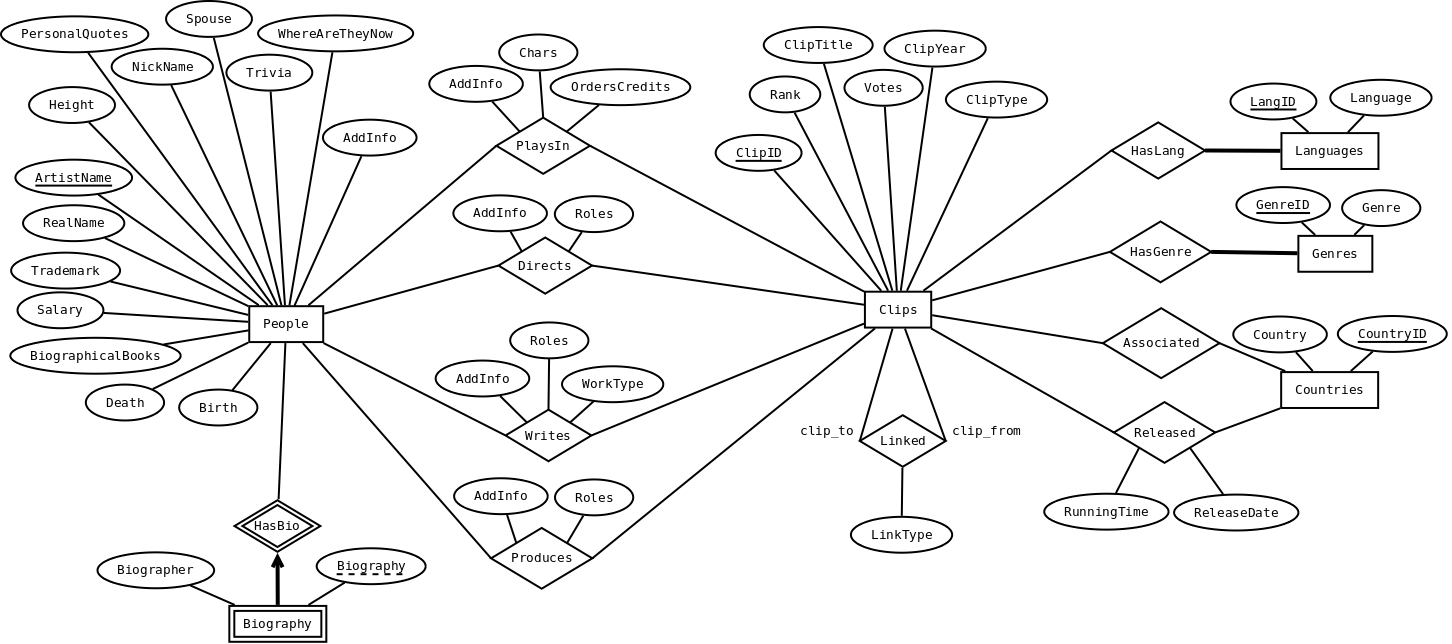 PersonalQuotes
Spouse
WhereAreTheyNow
NickName
Trivia
Height
AddInfo
ArtistName
RealName
Trademark
Salary
BiographicalBooks
Death
Birth
People
HasBio
Biographer
Biography
Biography
Chars
AddInfo
OrdersCredits
PlaysIn
AddInfo
Roles
Directs
Roles
AddInfo
WorkType
Writes
AddInfo
Roles
Produces
ClipTitle
ClipYear
Rank
Votes
ClipType
ClipID
Clips
clip_to
Linked
clip_from
LinkType
LangID
Language
HasLang
Languages
GenreID
Genre
HasGenre
Genres
Country
CountryID
Associated
Countries
Released
RunningTime
ReleaseDate